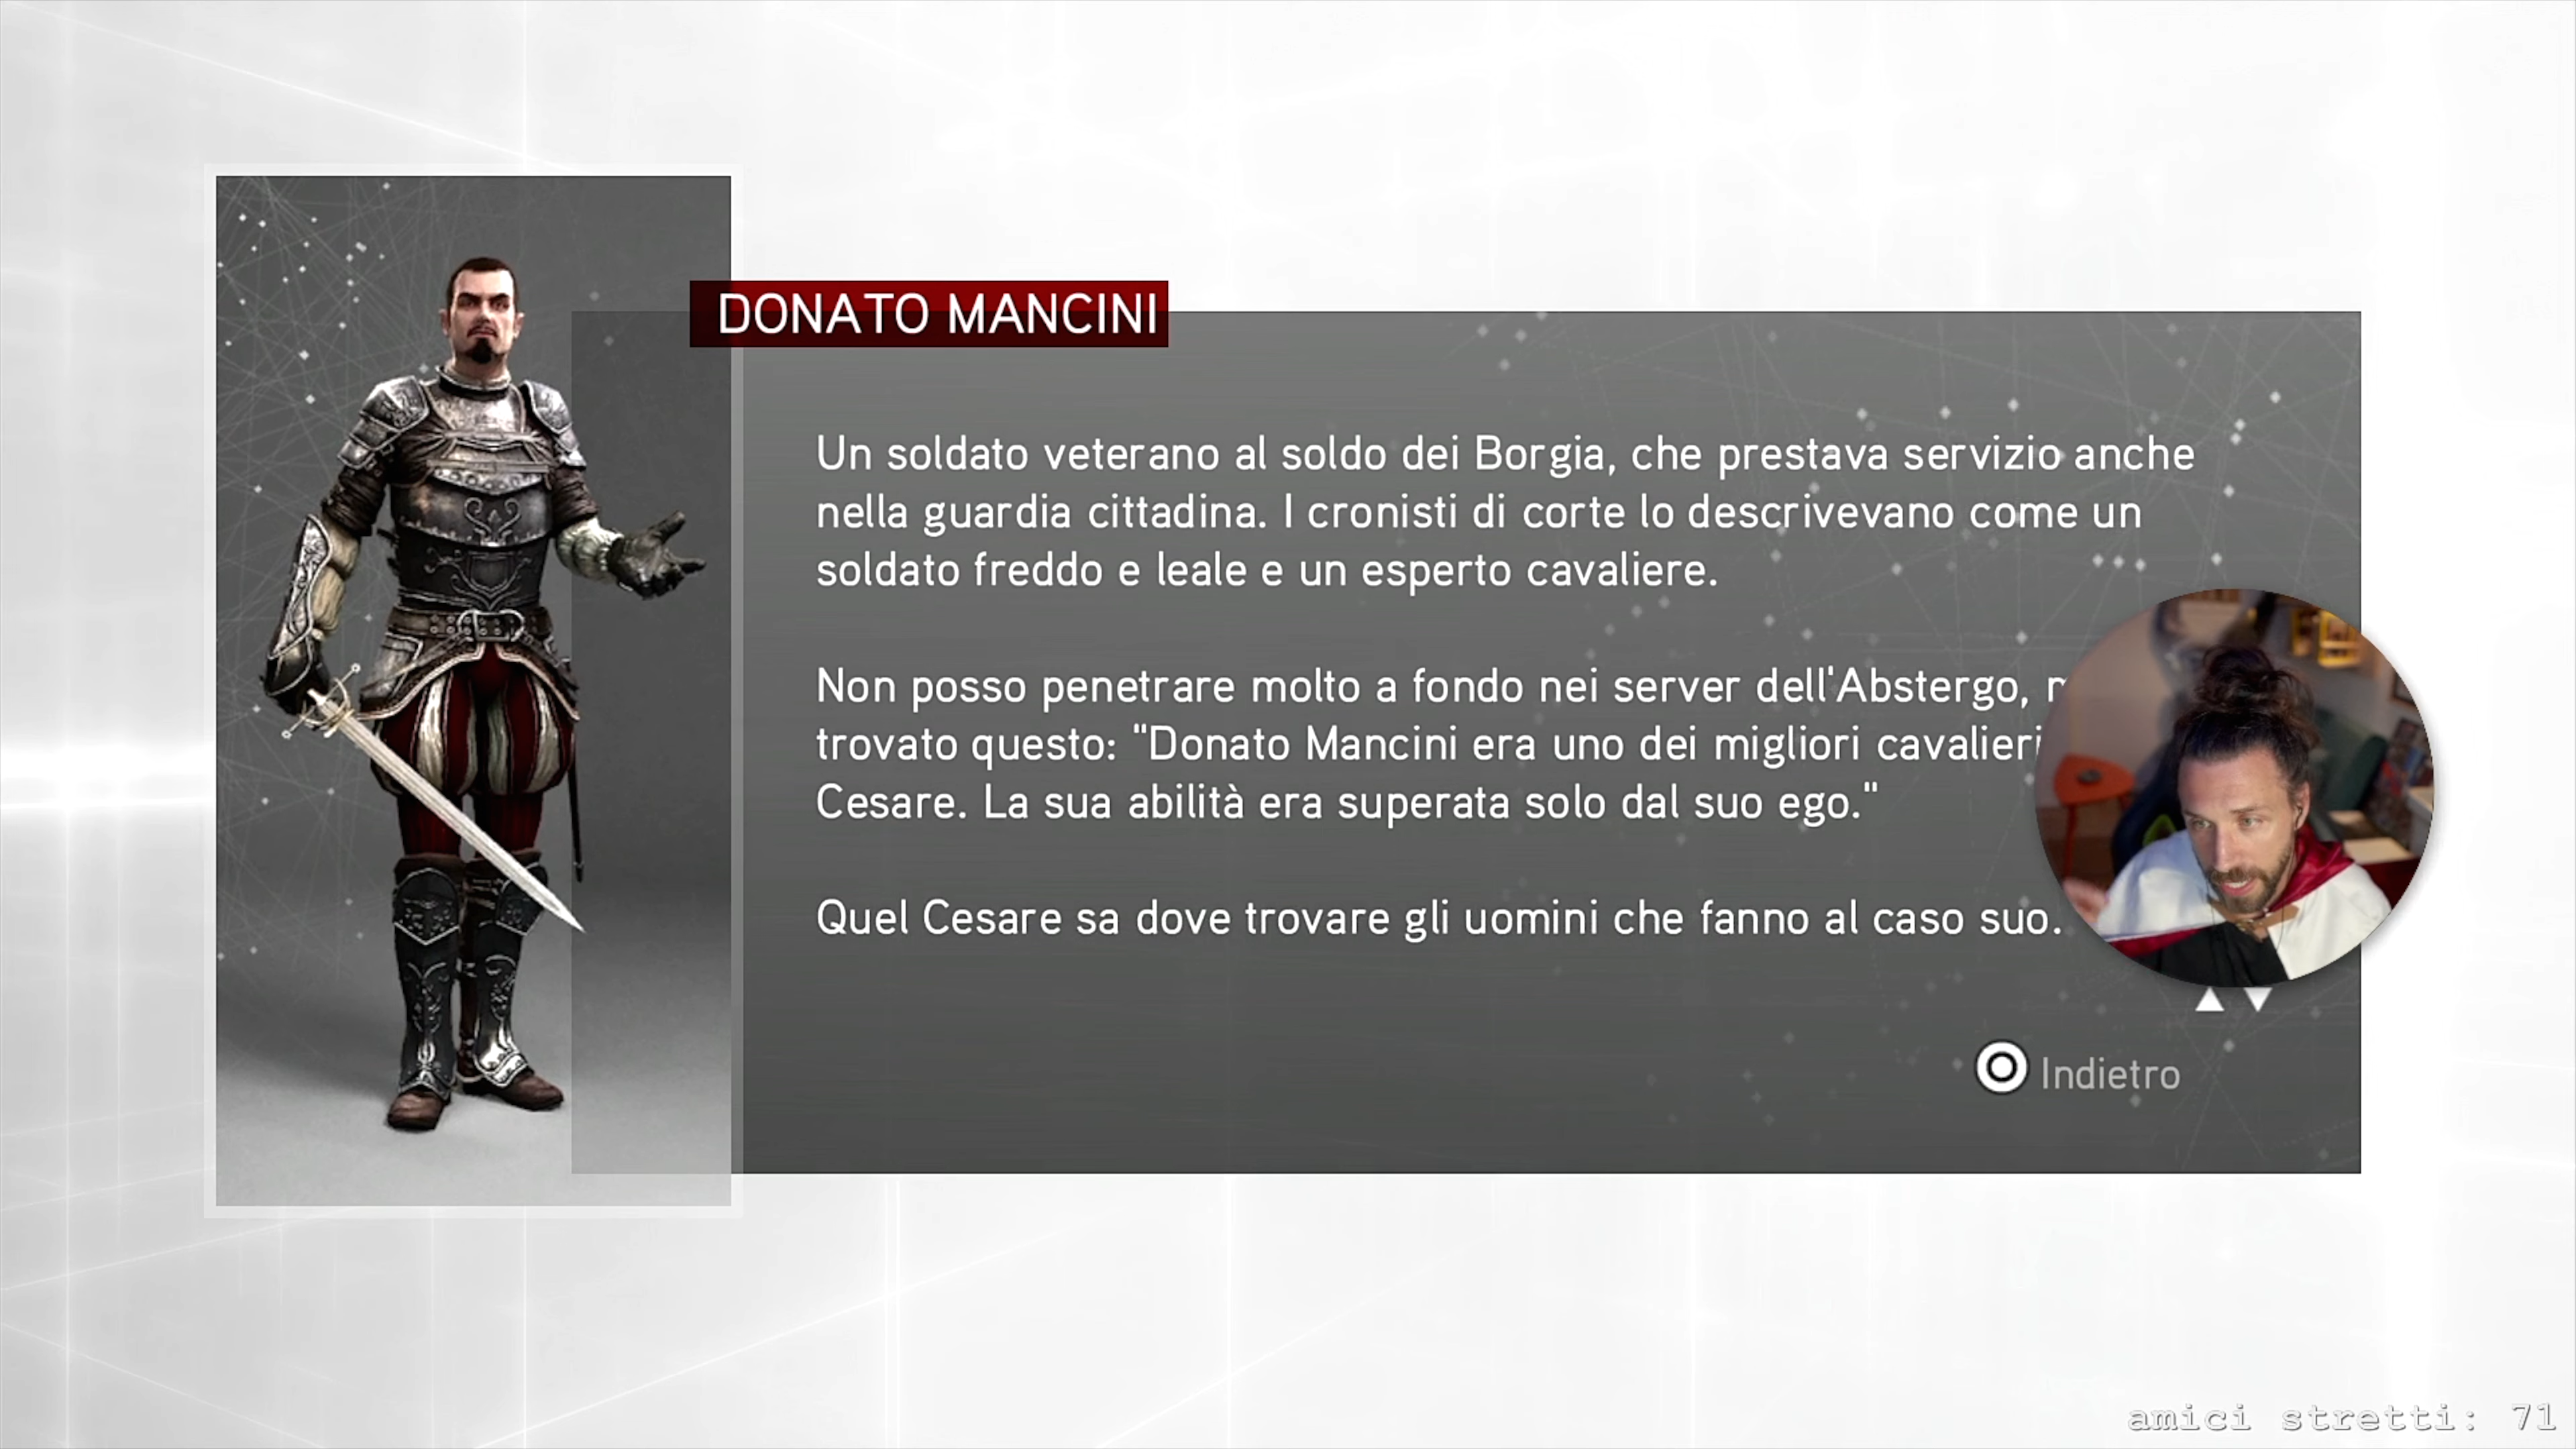 DONATO MANCINI
Un soldato veterano al soldo dei Borgia, che prestava servizio anche
nella guardia cittadina. I cronisti di corte lo descrivevano come un
soldato freddo e leale e un esperto cavaliere.
Non posso penetrare molto a fondo nei server dell'Abstergo,
trovato questo: "Donato Mancini era uno dei migliori cavalieri
Cesare. La sua abilità era superata solo dal suo ego."
Quel Cesare sa dove trovare gli uomini che fanno al caso suo.
Indietro
amici stretti: 71